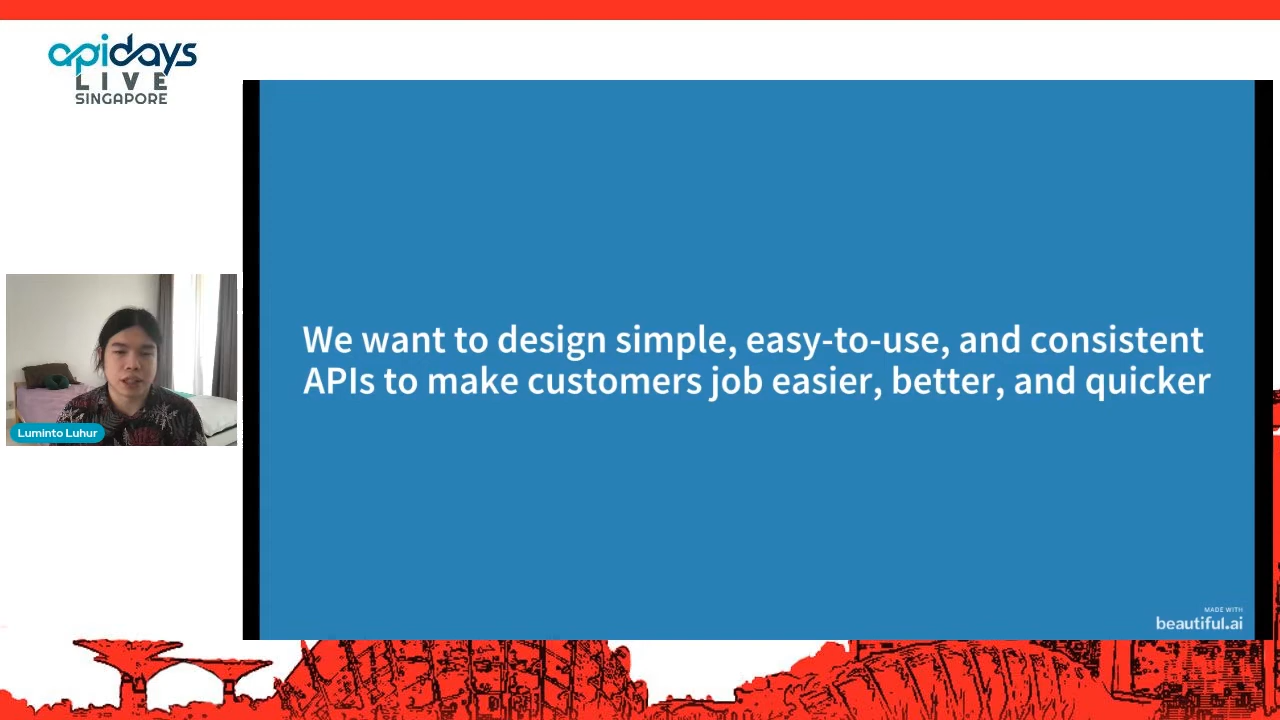 apidays
LIVE
SINGAPORE
We want to design simple, easy-to-use, and consistent
APIs to make customers job easier, better, and quicker
Luminto Luhur
MADE WITH
beautiful.ai